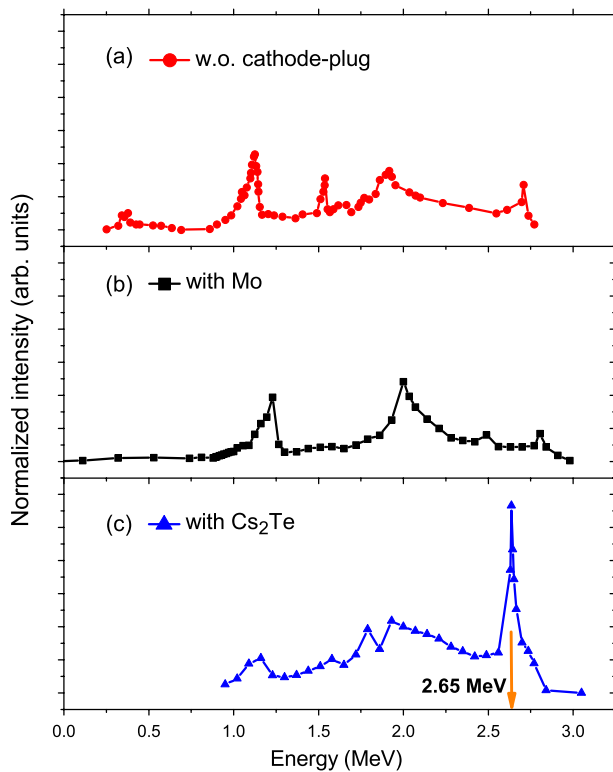 (a) w.o. cathode-plug
(b) with Mo
(c) with Cs₂Te
2.65 MeV
Normalized intensity (arb. units)
0.0 0.5 1.0 1.5 2.0 2.5 3.0
Energy (MeV)